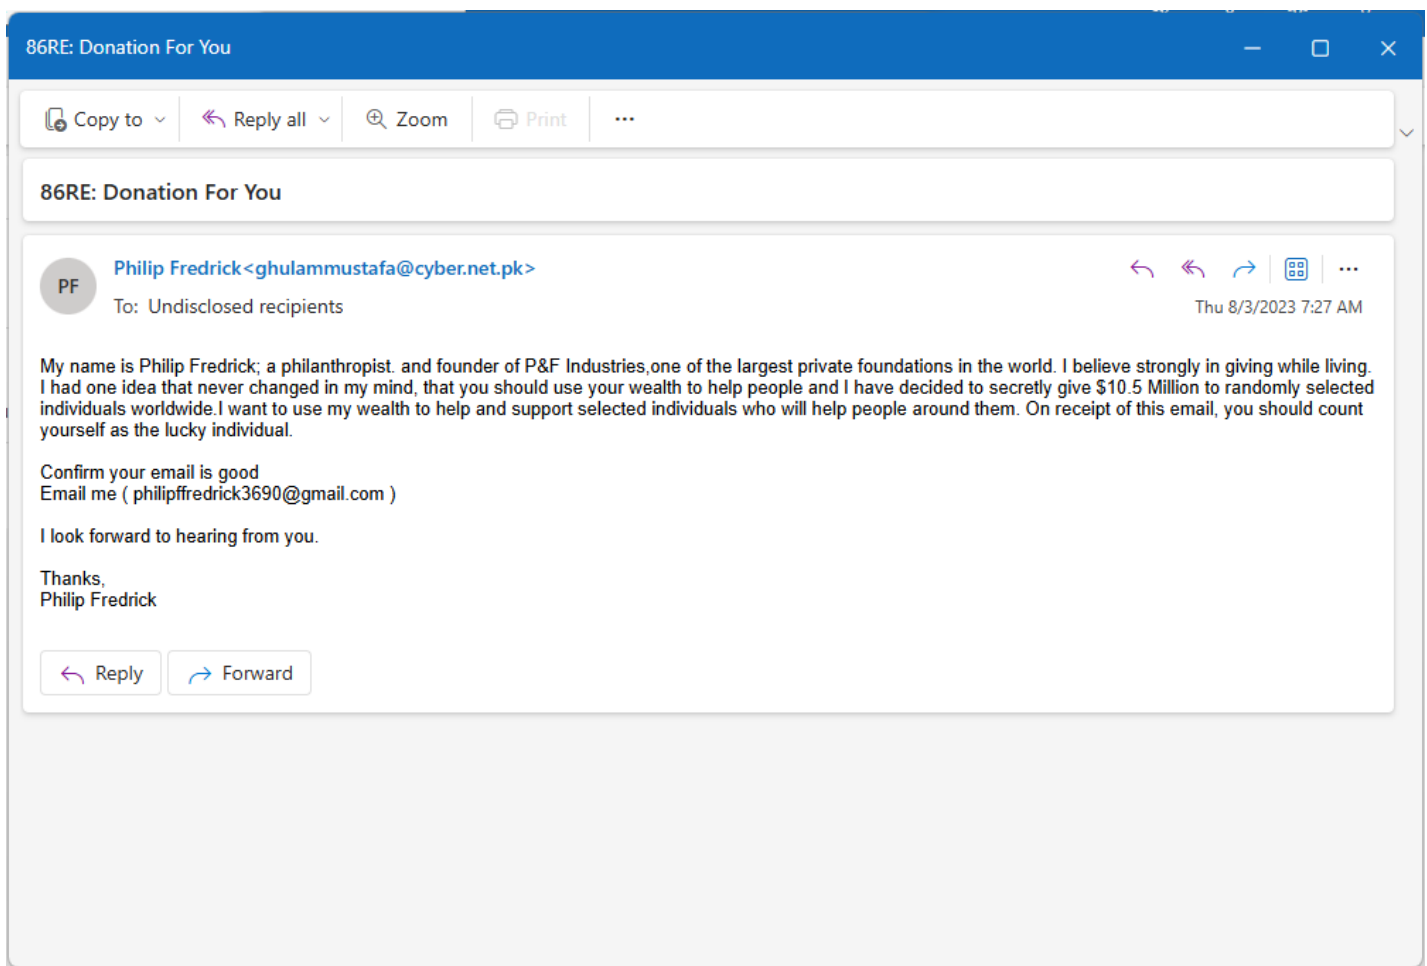 86RE: Donation For You
Copy to
Reply all
Zoom
Print
...
86RE: Donation For You
PF
Philip Fredrick<ghulammustafa@cyber.net.pk>
To: Undisclosed recipients
...
Thu 8/3/2023 7:27 AM
My name is Philip Fredrick; a philanthropist. and founder of P&F Industries,one of the largest private foundations in the world. I believe strongly in giving while living.
I had one idea that never changed in my mind, that you should use your wealth to help people and I have decided to secretly give $10.5 Million to randomly selected
individuals worldwide.I want to use my wealth to help and support selected individuals who will help people around them. On receipt of this email, you should count
yourself as the lucky individual.
Confirm your email is good
Email me ( philipffredrick3690@gmail.com )
I look forward to hearing from you.
Thanks,
Philip Fredrick
Reply
Forward